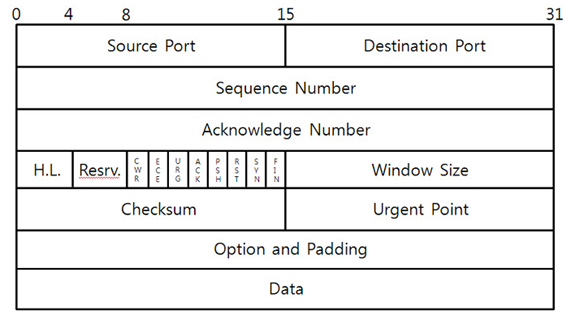 0 4 8 15 31
Source Port Destination Port
Sequence Number
Acknowledge Number
H.L. Resrv. CWR ECE URG ACK PSH RST SYN FIN Window Size
Checksum Urgent Point
Option and Padding
Data